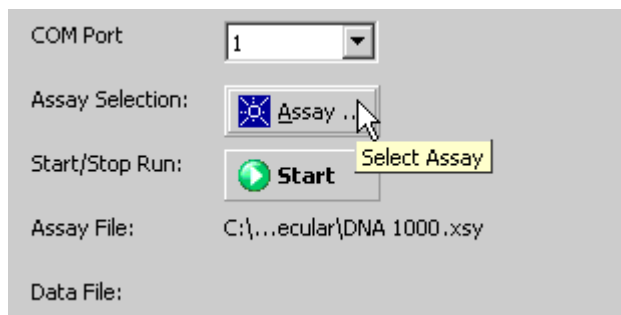 COM Port 1
Assay Selection: Assay ..
Select Assay
Start/Stop Run: Start
Assay File: C:\...ecular\DNA 1000.xsy
Data File: